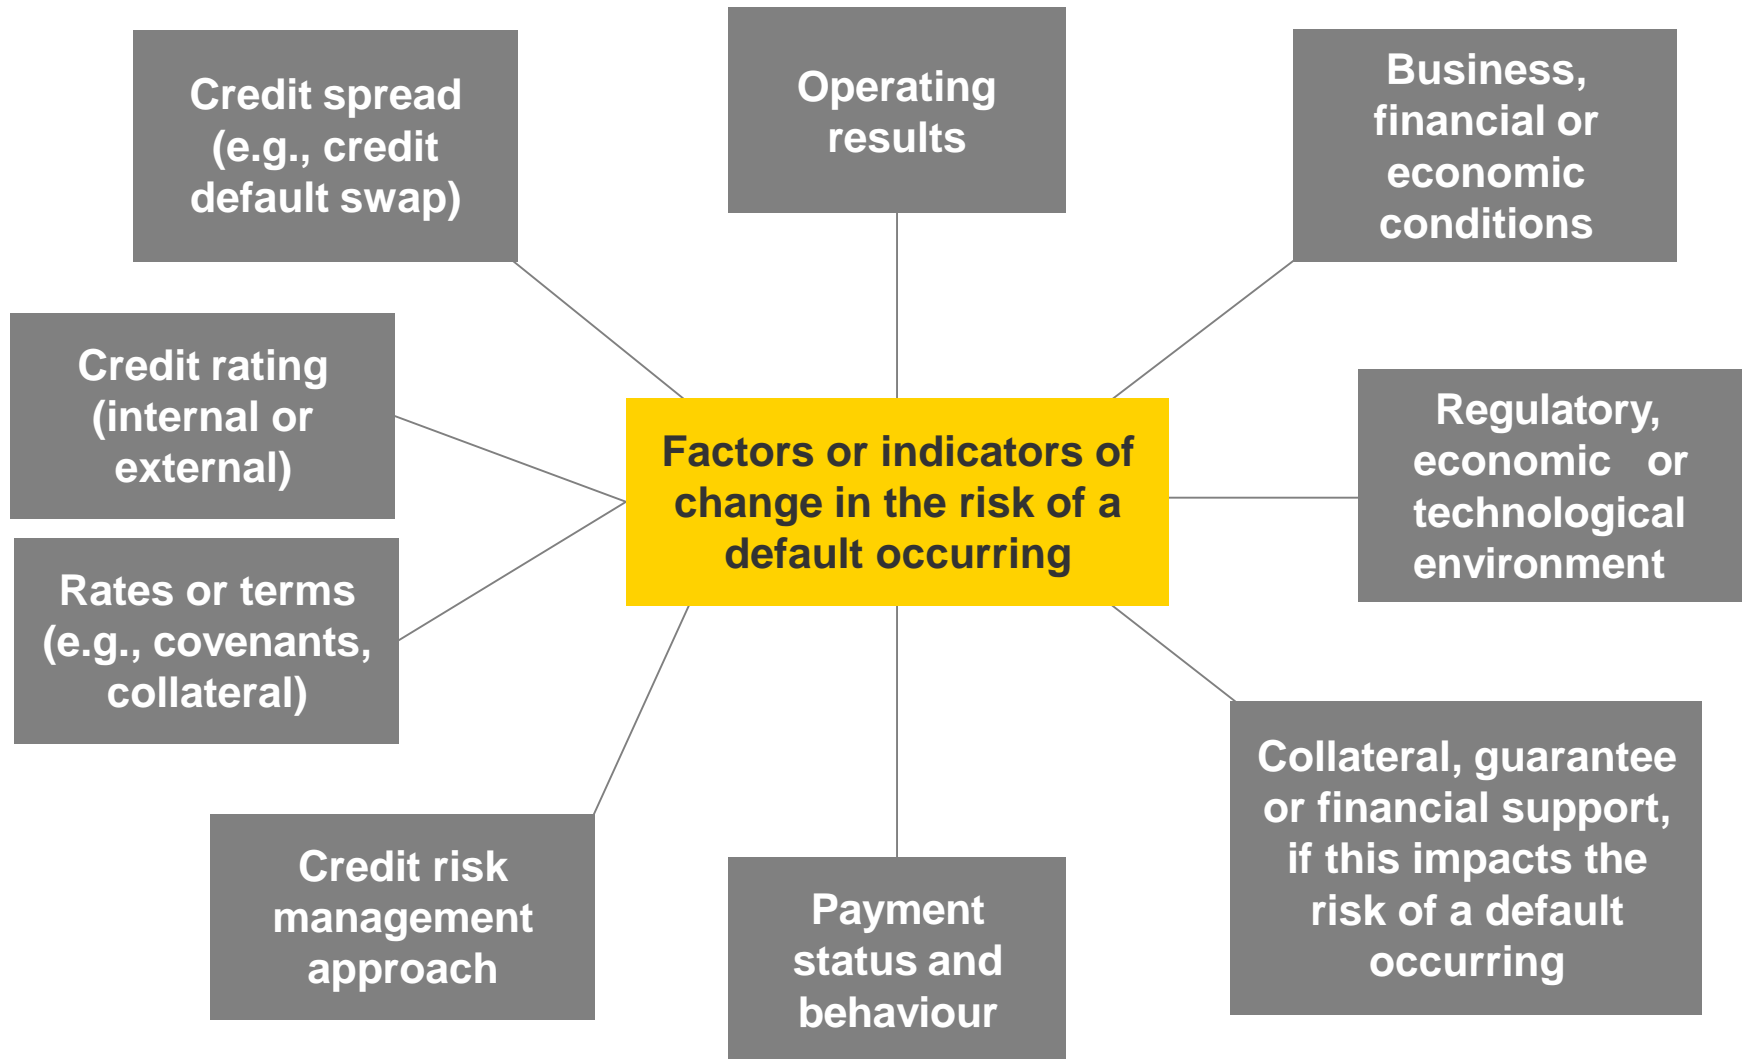 Credit spread
(e.g., credit
default swap)
Operating
results
Business,
financial or
economic
conditions
Credit rating
(internal or
external)
Factors or indicators of
change in the risk of a
default occurring
Regulatory,
economic or
technological
environment
Rates or terms
(e.g., covenants,
collateral)
Credit risk
management
approach
Payment
status and
behaviour
Collateral, guarantee
or financial support,
if this impacts the
risk of a default
occurring